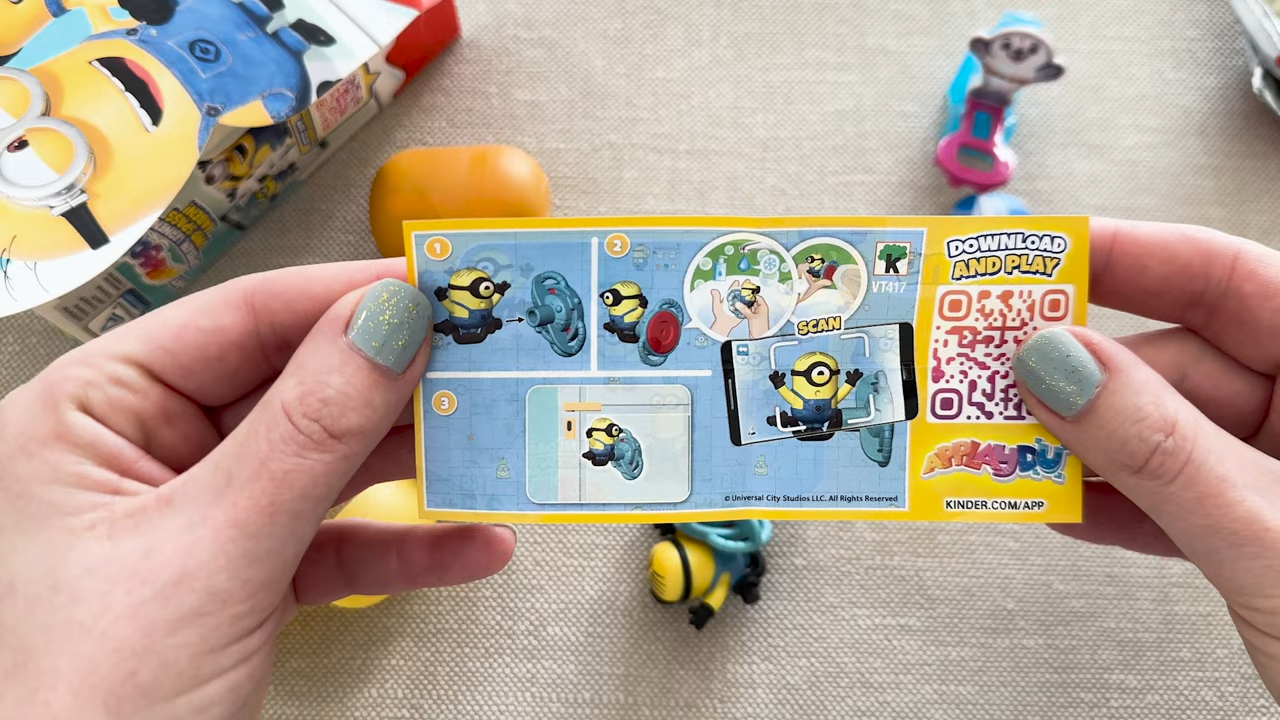 1
2
K
VT417
SCAN
3
© Universal City Studios LLC. All Rights Reserved
DOWNLOAD
AND PLAY
APPLAYDU
KINDER.COM/APP